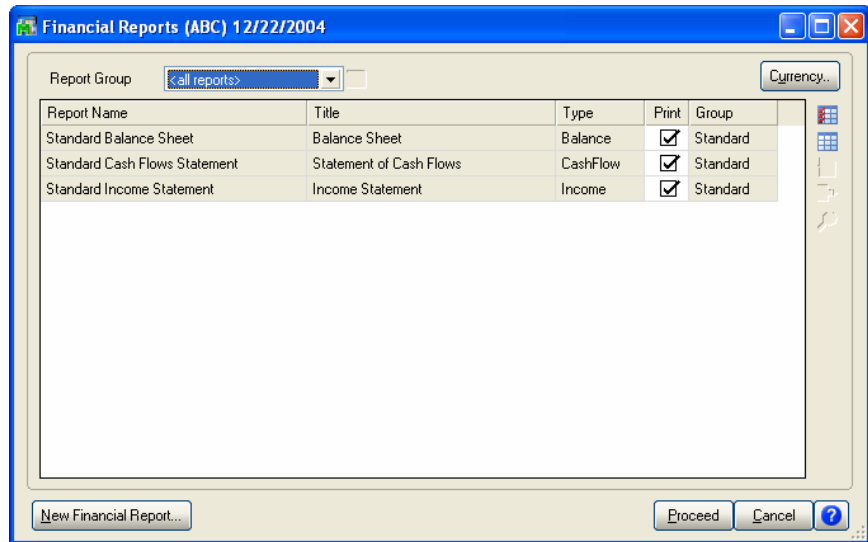 Financial Reports (ABC) 12/22/2004
Report Group <all reports> Currency..
Report Name Title Type Print Group
Standard Balance Sheet Balance Sheet Balance Standard
Standard Cash Flows Statement Statement of Cash Flows CashFlow Standard
Standard Income Statement Income Statement Income Standard
New Financial Report... Proceed Cancel ?